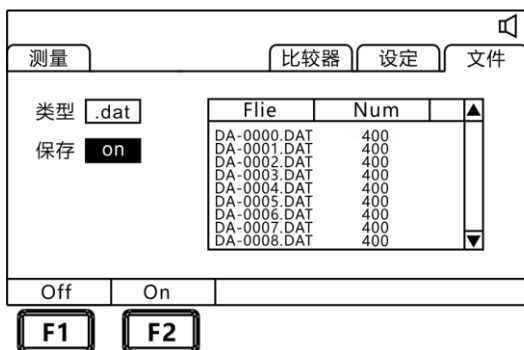 测量 比较器 设定 文件
类型 .dat
保存 on
Flie Num
DA-0000.DAT 400
DA-0001.DAT 400
DA-0002.DAT 400
DA-0003.DAT 400
DA-0004.DAT 400
DA-0005.DAT 400
DA-0006.DAT 400
DA-0007.DAT 400
DA-0008.DAT 400
Off On
F1 F2